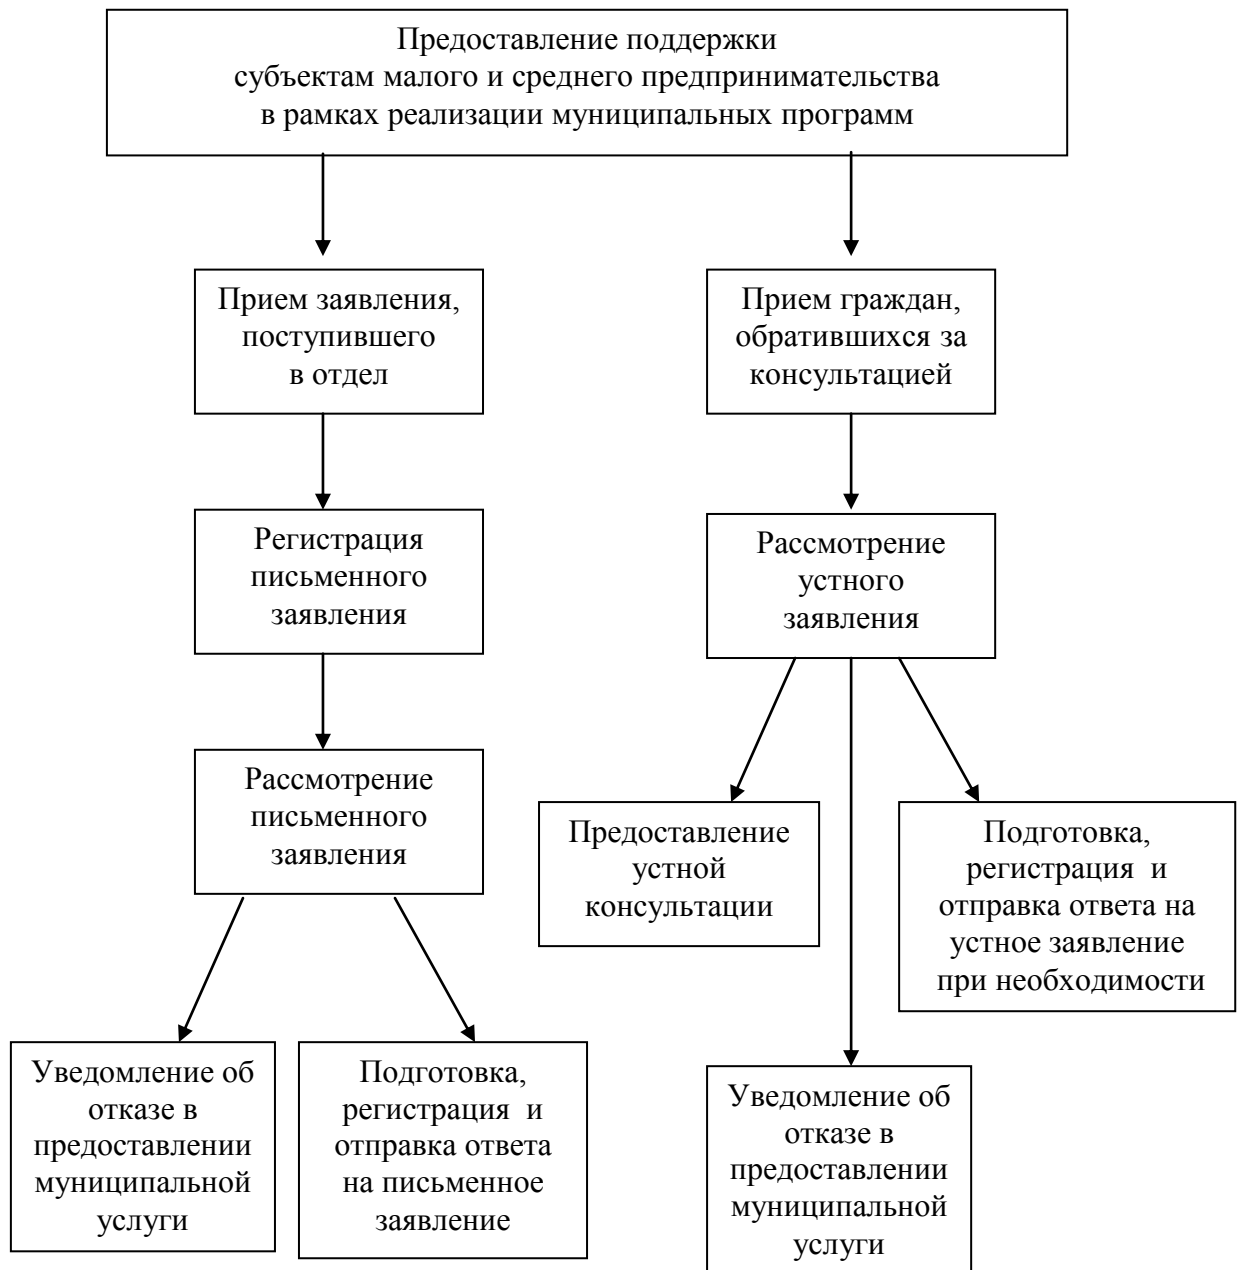 Предоставление поддержки
субъектам малого и среднего предпринимательства
в рамках реализации муниципальных программ
Прием заявления,
поступившего
в отдел
Прием граждан,
обратившихся за
консультацией
Регистрация
письменного
заявления
Рассмотрение
устного
заявления
Рассмотрение
письменного
заявления
Предоставление
устной
консультации
Подготовка,
регистрация и
отправка ответа на
устное заявление
при необходимости
Уведомление об
отказе в
предоставлении
муниципальной
услуги
Подготовка,
регистрация и
отправка ответа
на письменное
заявление
Уведомление об
отказе в
предоставлении
муниципальной
услуги